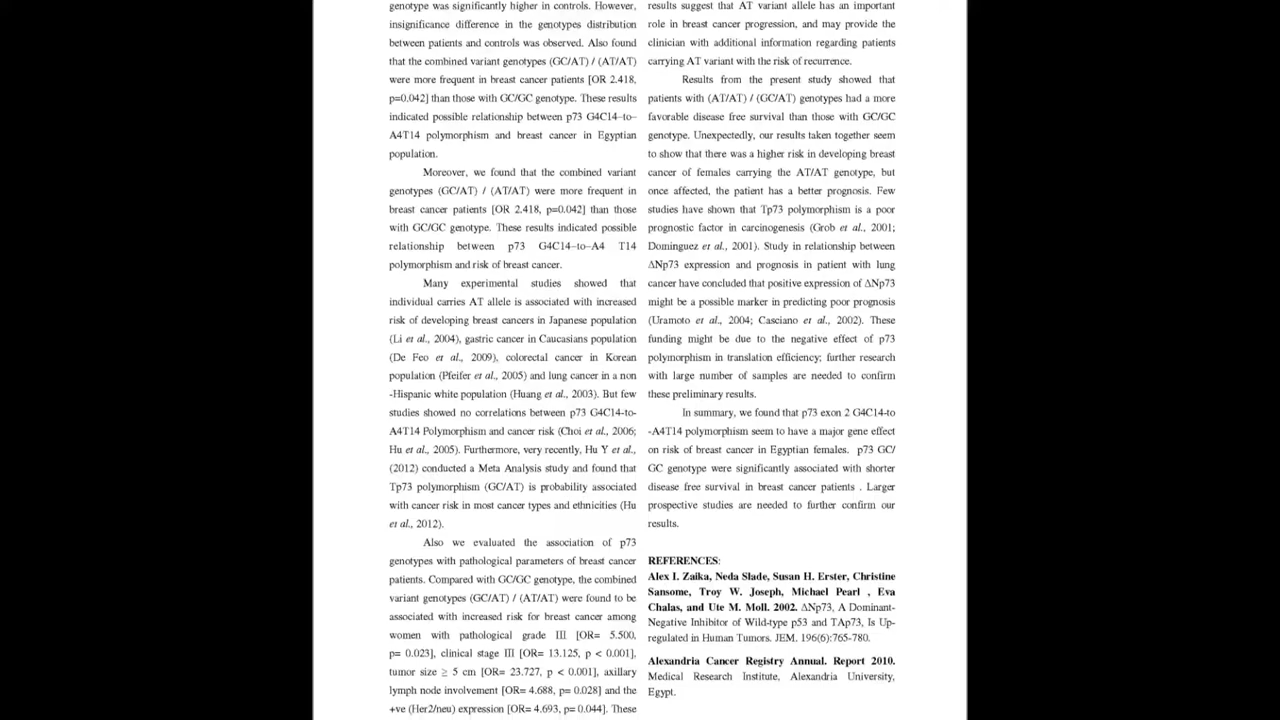 genotype was significantly higher in controls. However,
insignificance difference in the genotypes distribution
between patients and controls was observed. Also found
that the combined variant genotypes (GC/AT) / (AT/AT)
were more frequent in breast cancer patients [OR 2.418,
p=0.042] than those with GC/GC genotype. These results
indicated possible relationship between p73 G4C14–to–
A4T14 polymorphism and breast cancer in Egyptian
population.
Moreover, we found that the combined variant
genotypes (GC/AT) / (AT/AT) were more frequent in
breast cancer patients [OR 2.418, p=0.042] than those
with GC/GC genotype. These results indicated possible
relationship between p73 G4C14–to–A4 T14
polymorphism and risk of breast cancer.
Many experimental studies showed that
individual carries AT allele is associated with increased
risk of developing breast cancers in Japanese population
(Li et al., 2004), gastric cancer in Caucasians population
(De Feo et al., 2009), colorectal cancer in Korean
population (Pfeifer et al., 2005) and lung cancer in a non
-Hispanic white population (Huang et al., 2003). But few
studies showed no correlations between p73 G4C14-to-
A4T14 Polymorphism and cancer risk (Choi et al., 2006;
Hu et al., 2005). Furthermore, very recently, Hu Y et al.,
(2012) conducted a Meta Analysis study and found that
Tp73 polymorphism (GC/AT) is probability associated
with cancer risk in most cancer types and ethnicities (Hu
et al., 2012).
Also we evaluated the association of p73
genotypes with pathological parameters of breast cancer
patients. Compared with GC/GC genotype, the combined
variant genotypes (GC/AT) / (AT/AT) were found to be
associated with increased risk for breast cancer among
women with pathological grade III [OR= 5.500,
p= 0.023], clinical stage III [OR= 13.125, p < 0.001],
tumor size ≥ 5 cm [OR= 23.727, p < 0.001], axillary
lymph node involvement [OR= 4.688, p= 0.028] and the
+ve (Her2/neu) expression [OR= 4.693, p= 0.044]. These
results suggest that AT variant allele has an important
role in breast cancer progression, and may provide the
clinician with additional information regarding patients
carrying AT variant with the risk of recurrence.
Results from the present study showed that
patients with (AT/AT) / (GC/AT) genotypes had a more
favorable disease free survival than those with GC/GC
genotype. Unexpectedly, our results taken together seem
to show that there was a higher risk in developing breast
cancer of females carrying the AT/AT genotype, but
once affected, the patient has a better prognosis. Few
studies have shown that Tp73 polymorphism is a poor
prognostic factor in carcinogenesis (Grob et al., 2001;
Dominguez et al., 2001). Study in relationship between
ΔNp73 expression and prognosis in patient with lung
cancer have concluded that positive expression of ΔNp73
might be a possible marker in predicting poor prognosis
(Uramoto et al., 2004; Casciano et al., 2002). These
funding might be due to the negative effect of p73
polymorphism in translation efficiency; further research
with large number of samples are needed to confirm
these preliminary results.
In summary, we found that p73 exon 2 G4C14-to
-A4T14 polymorphism seem to have a major gene effect
on risk of breast cancer in Egyptian females. p73 GC/
GC genotype were significantly associated with shorter
disease free survival in breast cancer patients . Larger
prospective studies are needed to further confirm our
results.
REFERENCES:
Alex I. Zaika, Neda Slade, Susan H. Erster, Christine
Sansome, Troy W. Joseph, Michael Pearl , Eva
Chalas, and Ute M. Moll. 2002. ΔNp73, A Dominant-
Negative Inhibitor of Wild-type p53 and TAp73, Is Up-
regulated in Human Tumors. JEM. 196(6):765-780.
Alexandria Cancer Registry Annual. Report 2010.
Medical Research Institute, Alexandria University,
Egypt.